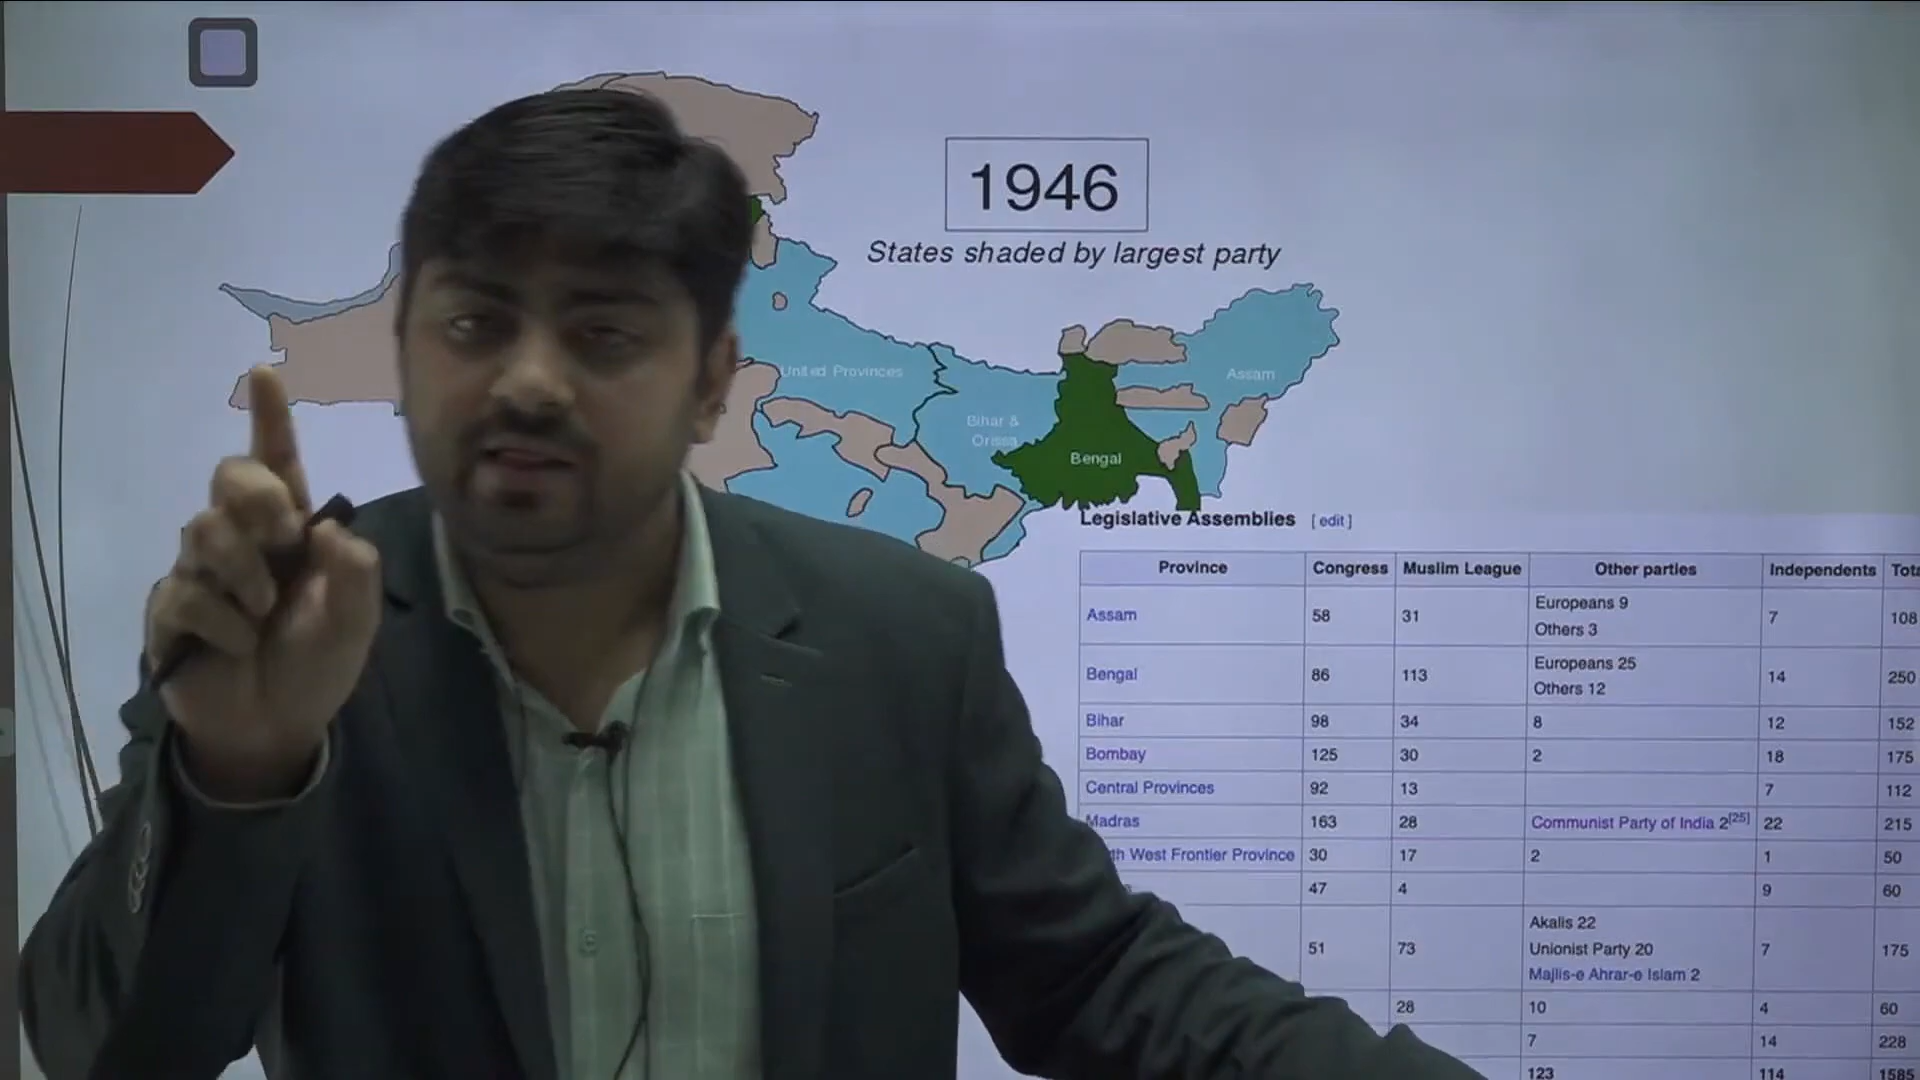 1946
States shaded by largest party
United Provinces
Assam
Bihar &
Orissa
Bengal
Legislative Assemblies [ edit ]
Province Congress Muslim League Other parties Independents Tota
Assam 58 31 Europeans 9 7 108
Others 3
Bengal 86 113 Europeans 25 14 250
Others 12
Bihar 98 34 8 12 152
Bombay 125 30 2 18 175
Central Provinces 92 13 7 112
Madras 163 28 Communist Party of India 2[25] 22 215
th West Frontier Province 30 17 2 1 50
47 4 9 60
Akalis 22
51 73 Unionist Party 20 7 175
Majlis-e Ahrar-e Islam 2
28 10 4 60
7 14 228
123 114 1585